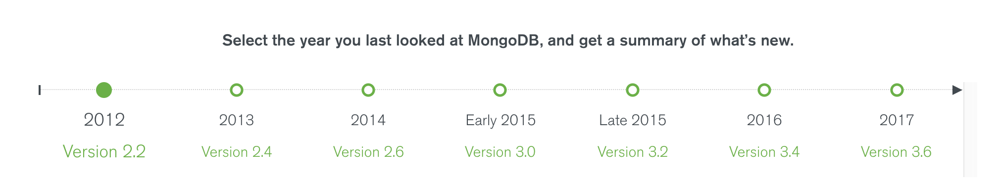 Select the year you last looked at MongoDB, and get a summary of what’s new.
2012 2013 2014 Early 2015 Late 2015 2016 2017
Version 2.2 Version 2.4 Version 2.6 Version 3.0 Version 3.2 Version 3.4 Version 3.6